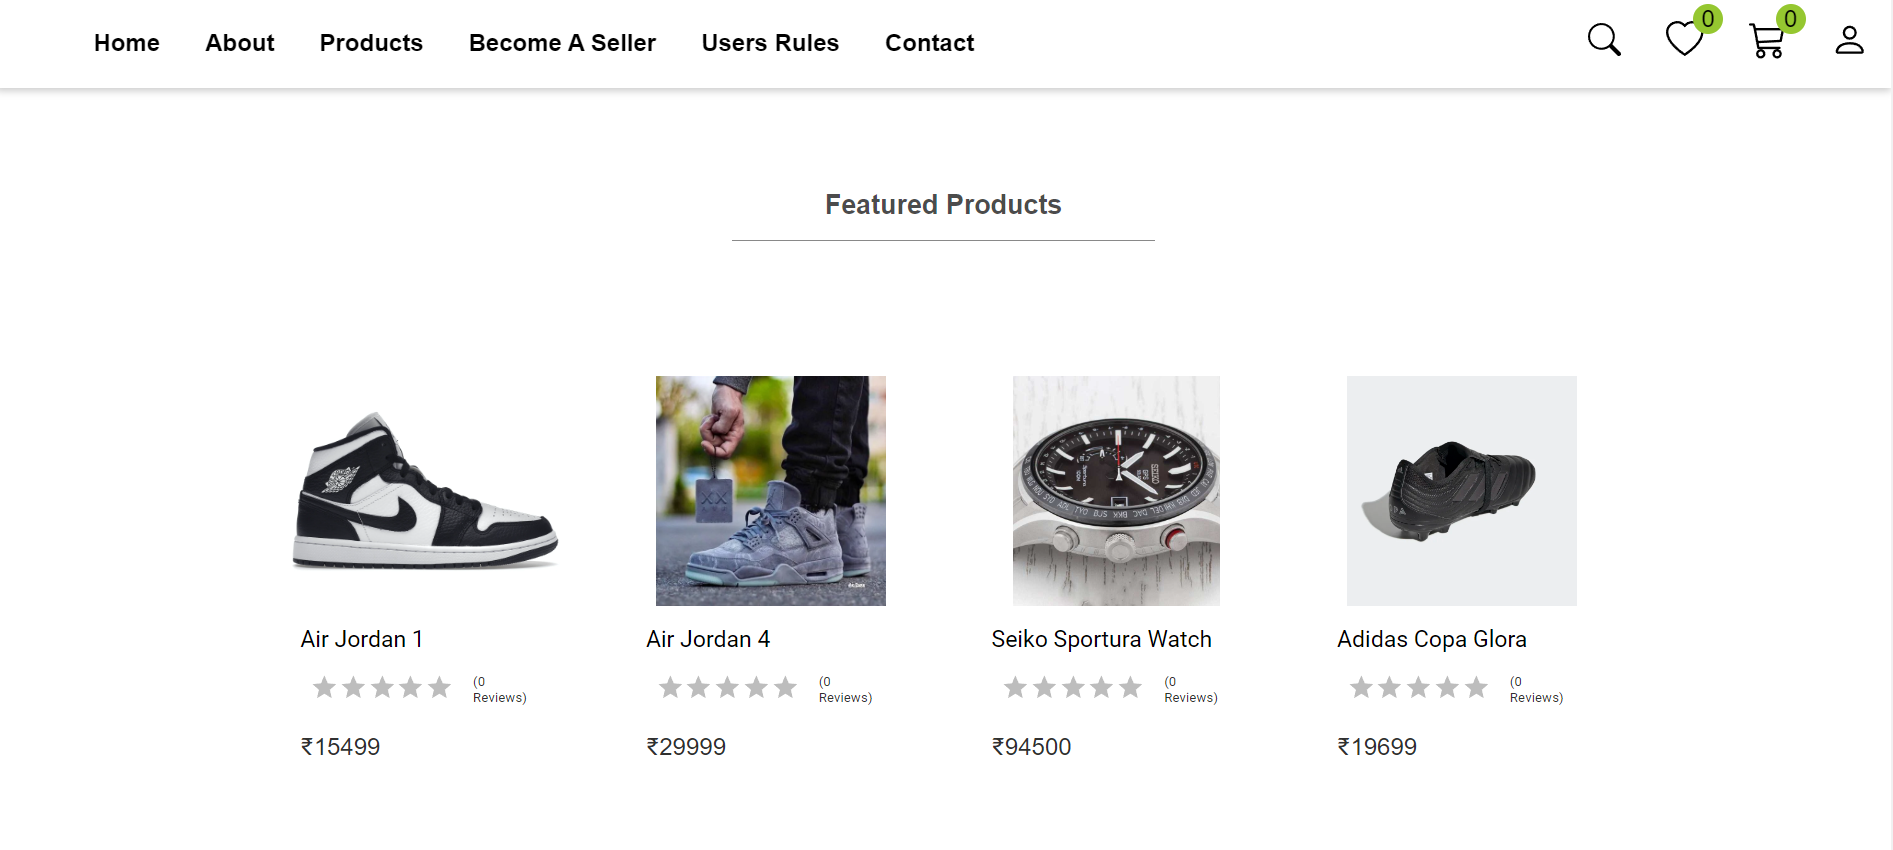 Home About Products Become A Seller Users Rules Contact 0 0
Featured Products
Air Jordan 1 Air Jordan 4 Seiko Sportura Watch Adidas Copa Glora
(0 (0 (0 (0
Reviews) Reviews) Reviews) Reviews)
₹15499 ₹29999 ₹94500 ₹19699